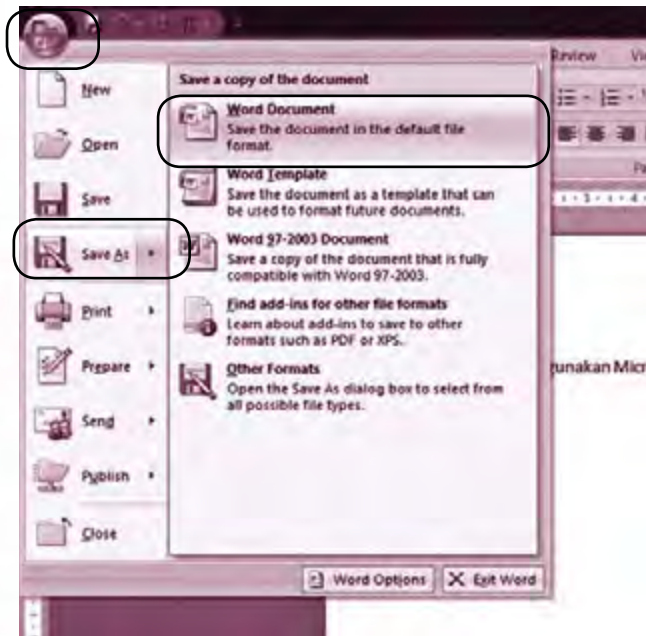 Review
New
Open
Save
Save As
Print
Prepare
Send
Publish
Close
Save a copy of the document
Word Document
Save the document in the default file
format.
Word Template
Save the document as a template that can
be used to format future documents.
Word 97-2003 Document
Save a copy of the document that is fully
compatible with Word 97-2003.
Find add-ins for other file formats
Learn about add-ins to save to other
formats such as PDF or XPS.
Other Formats
Open the Save As dialog box to select from
all possible file types.
gunakan Micr
Word Options
Exit Word